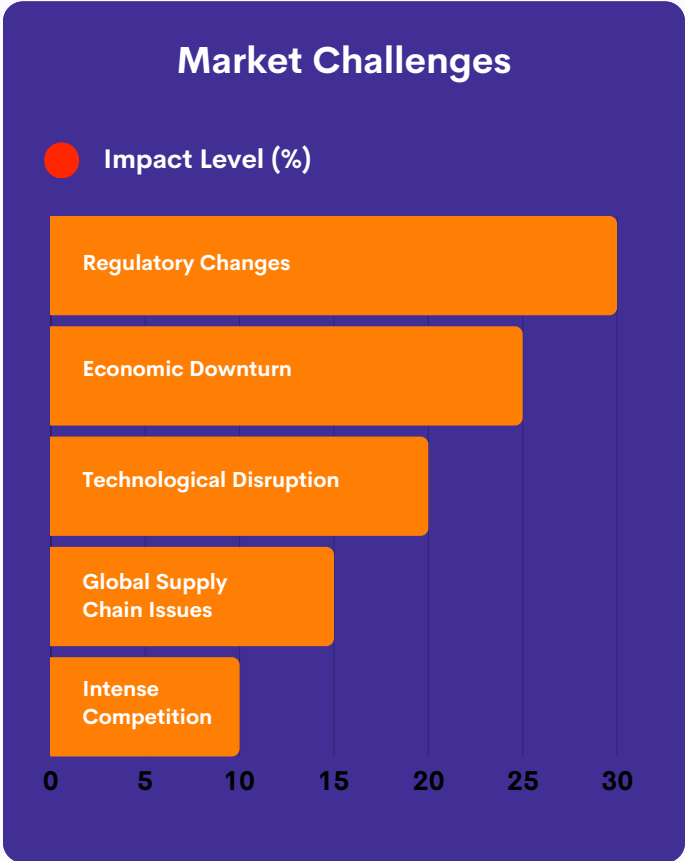 Market Challenges
Impact Level (%)
Regulatory Changes
Economic Downturn
Technological Disruption
Global Supply
Chain Issues
Intense
Competition
0 5 10 15 20 25 30